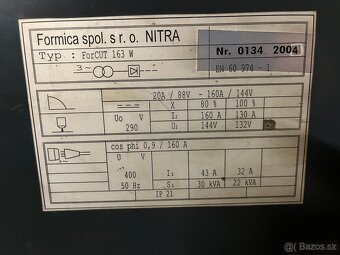 Formica spol. s r. o. NITRA
Typ : ForCUT 163 W
Nr. 0134 2004
3~
EN 60 974 - 1
20A / 88V - 160A / 144V
X 80 % 100 %
Uo V I₂ 160 A 130 A
290 U₂ 144V 132V
cos phi 0,9 / 160 A
U V
400 I₁ 43 A 32 A
50 Hz S₁ 30 kVA 22 kVA
IP 21
Bazos.sk